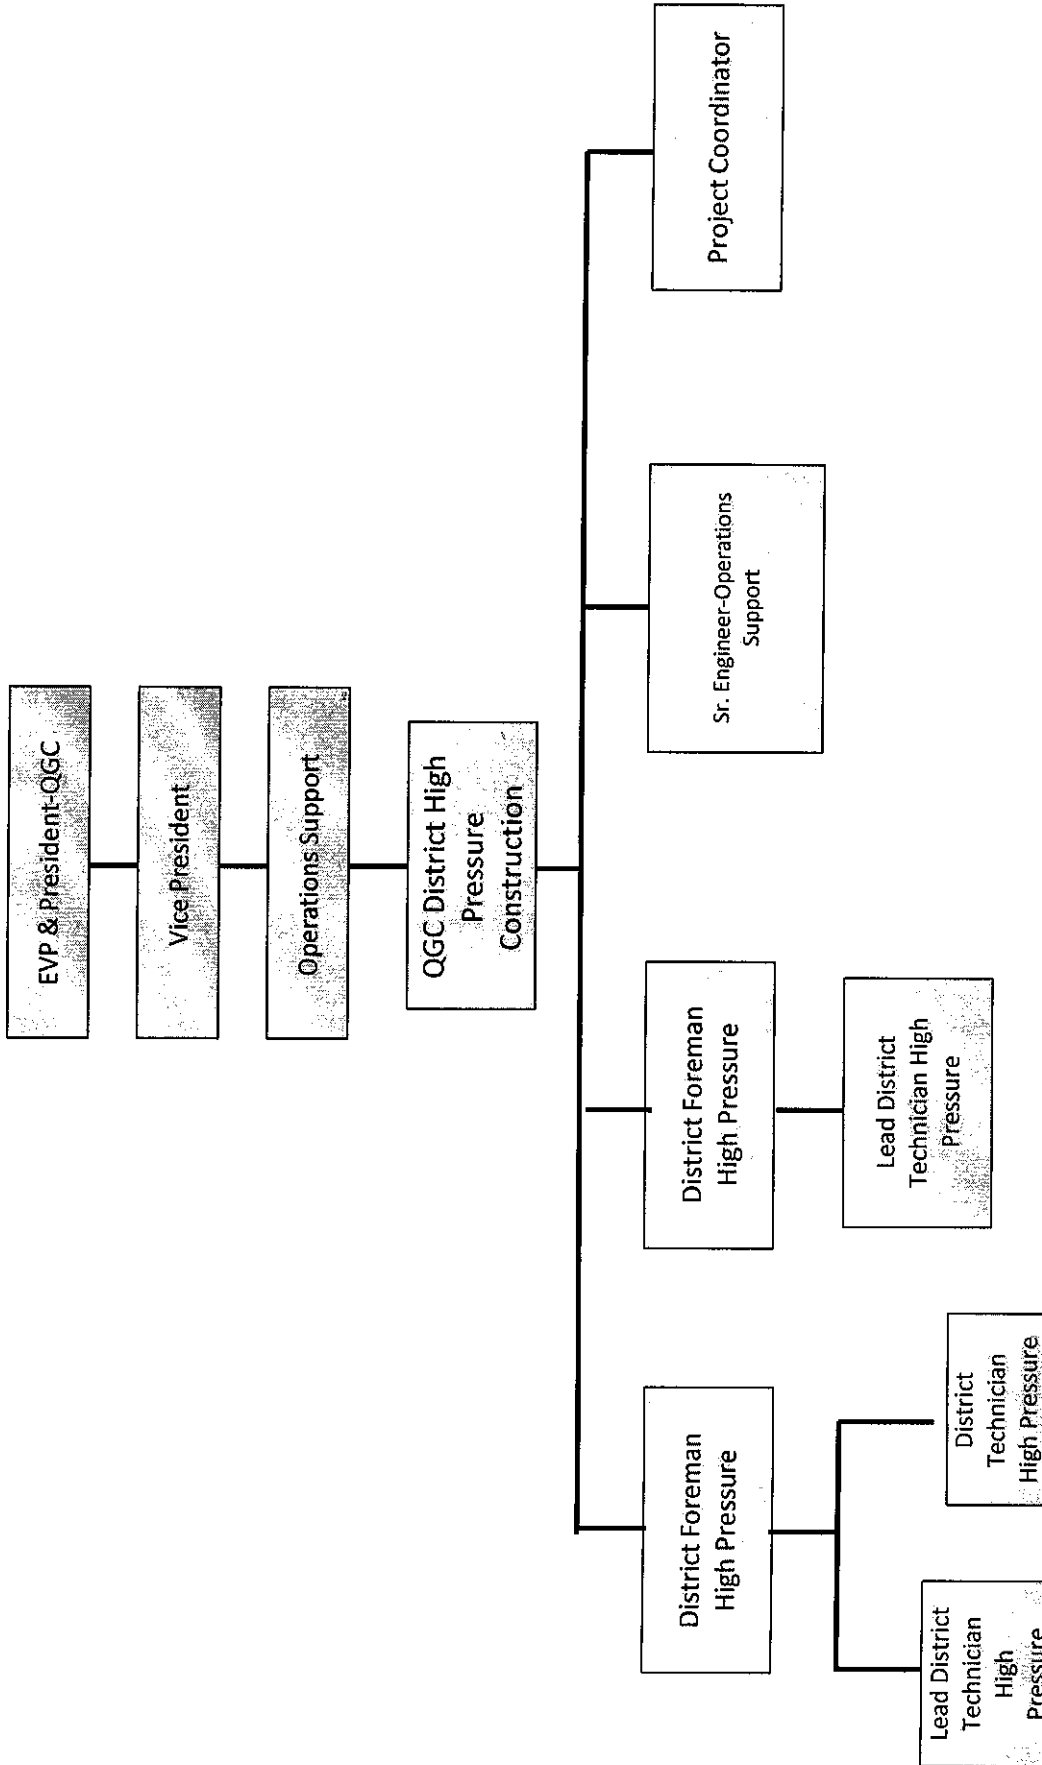 EVP & President-QGC
Vice President
Operations Support
QGC District High
Pressure
Construction
District Foreman
High Pressure
District Foreman
High Pressure
Sr. Engineer-Operations
Support
Project Coordinator
Lead District
Technician
High
Pressure
District
Technician
High Pressure
Lead District
Technician High
Pressure